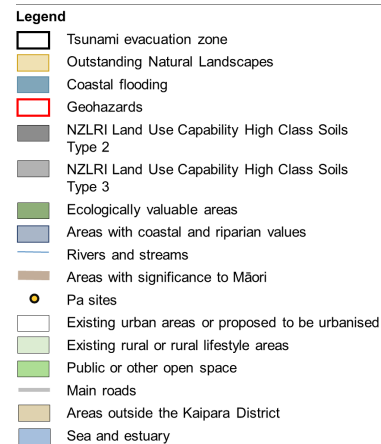 Legend
Tsunami evacuation zone
Outstanding Natural Landscapes
Coastal flooding
Geohazards
NZLRI Land Use Capability High Class Soils
Type 2
NZLRI Land Use Capability High Class Soils
Type 3
Ecologically valuable areas
Areas with coastal and riparian values
Rivers and streams
Areas with significance to Māori
Pa sites
Existing urban areas or proposed to be urbanised
Existing rural or rural lifestyle areas
Public or other open space
Main roads
Areas outside the Kaipara District
Sea and estuary